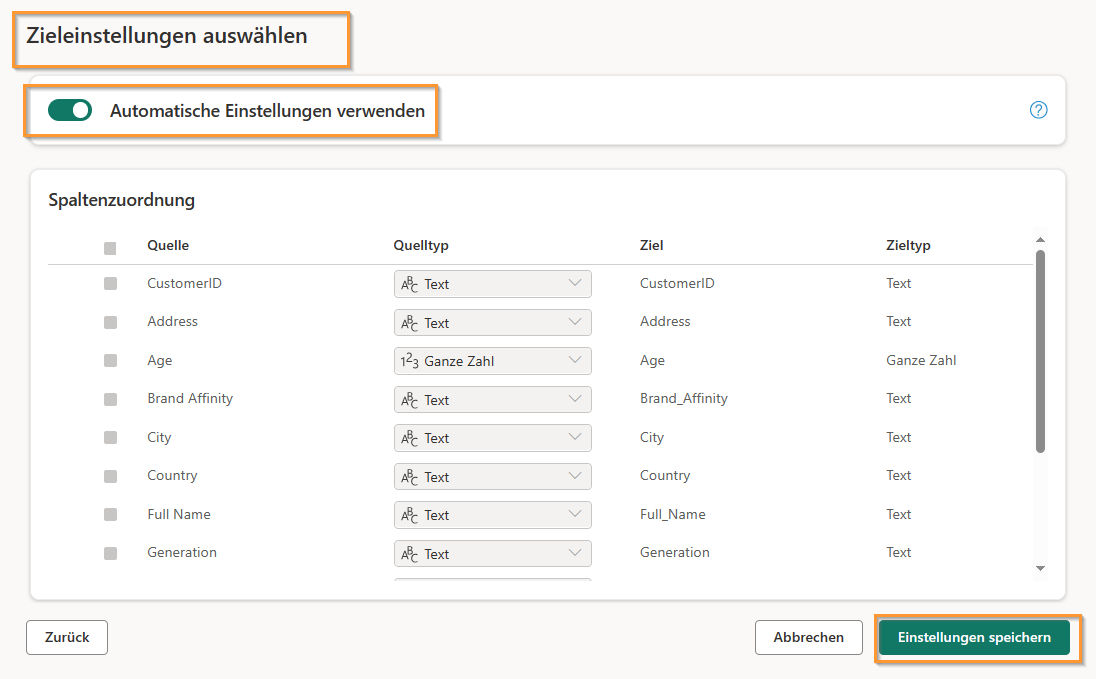 Zieleinstellungen auswählen
Automatische Einstellungen verwenden
?
Spaltenzuordnung
Quelle Quelltyp Ziel Zieltyp
CustomerID ABC Text CustomerID Text
Address ABC Text Address Text
Age 123 Ganze Zahl Age Ganze Zahl
Brand Affinity ABC Text Brand_Affinity Text
City ABC Text City Text
Country ABC Text Country Text
Full Name ABC Text Full_Name Text
Generation ABC Text Generation Text
Zurück Abbrechen Einstellungen speichern